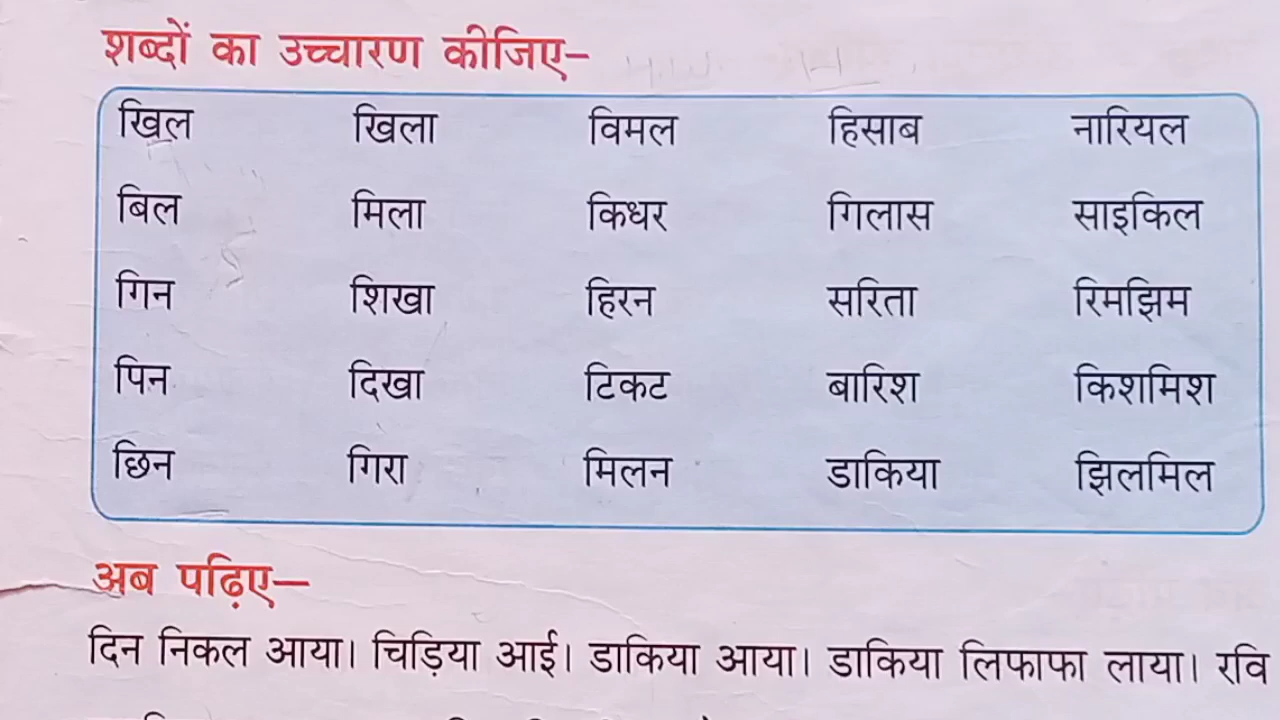 शब्दों का उच्चारण कीजिए–
खिल खिला विमल हिसाब नारियल
बिल मिला किधर गिलास साइकिल
गिन शिखा हिरन सरिता रिमझिम
पिन दिखा टिकट बारिश किशमिश
छिन गिरा मिलन डाकिया झिलमिल
अब पढ़िए–
दिन निकल आया। चिड़िया आई। डाकिया आया। डाकिया लिफाफा लाया। रवि